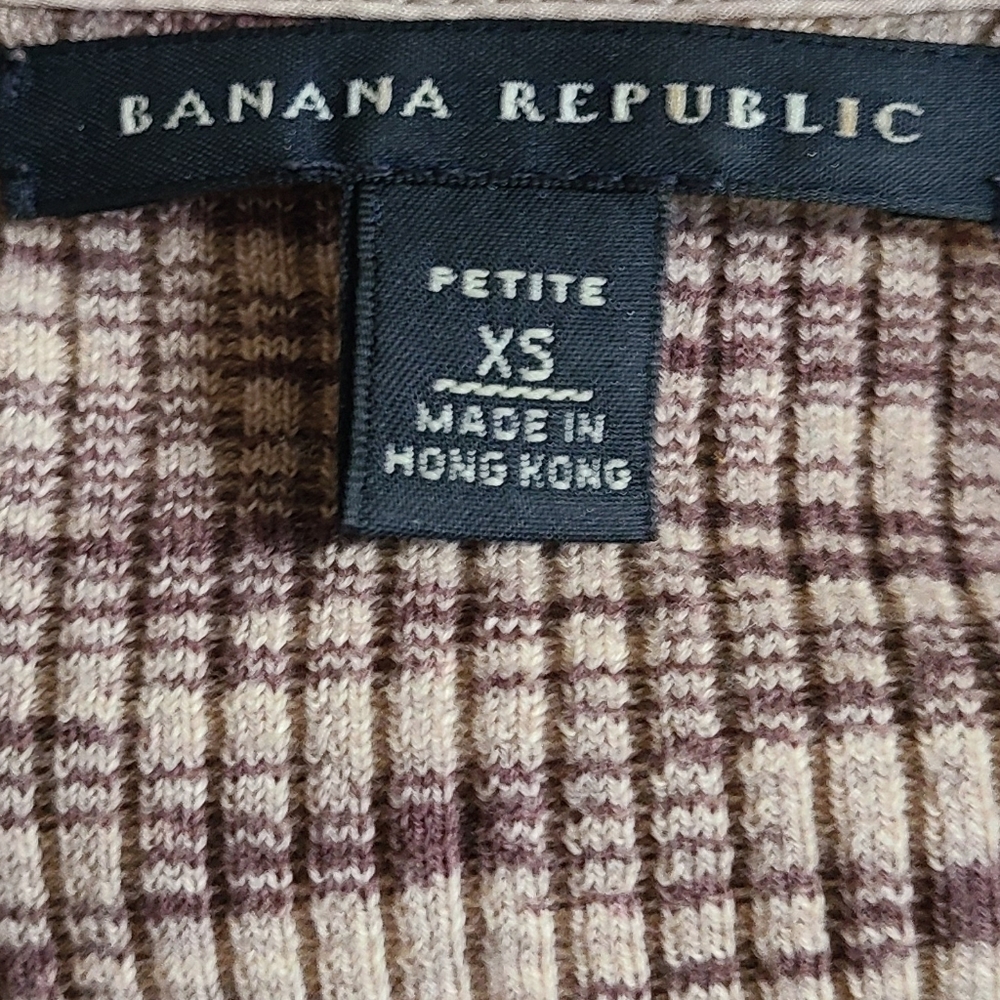 BANANA REPUBLIC
PETITE
XS
MADE IN
HONG KONG